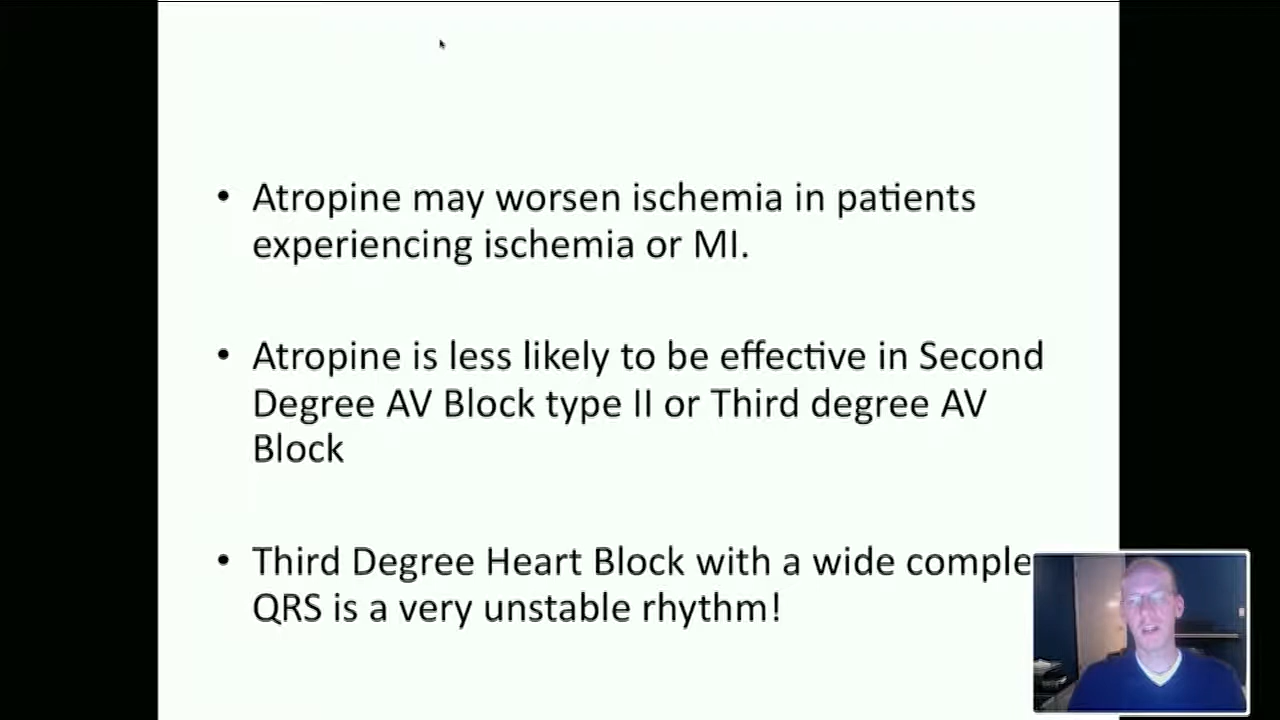 • Atropine may worsen ischemia in patients
experiencing ischemia or MI.
• Atropine is less likely to be effective in Second
Degree AV Block type II or Third degree AV
Block
• Third Degree Heart Block with a wide comple
QRS is a very unstable rhythm!